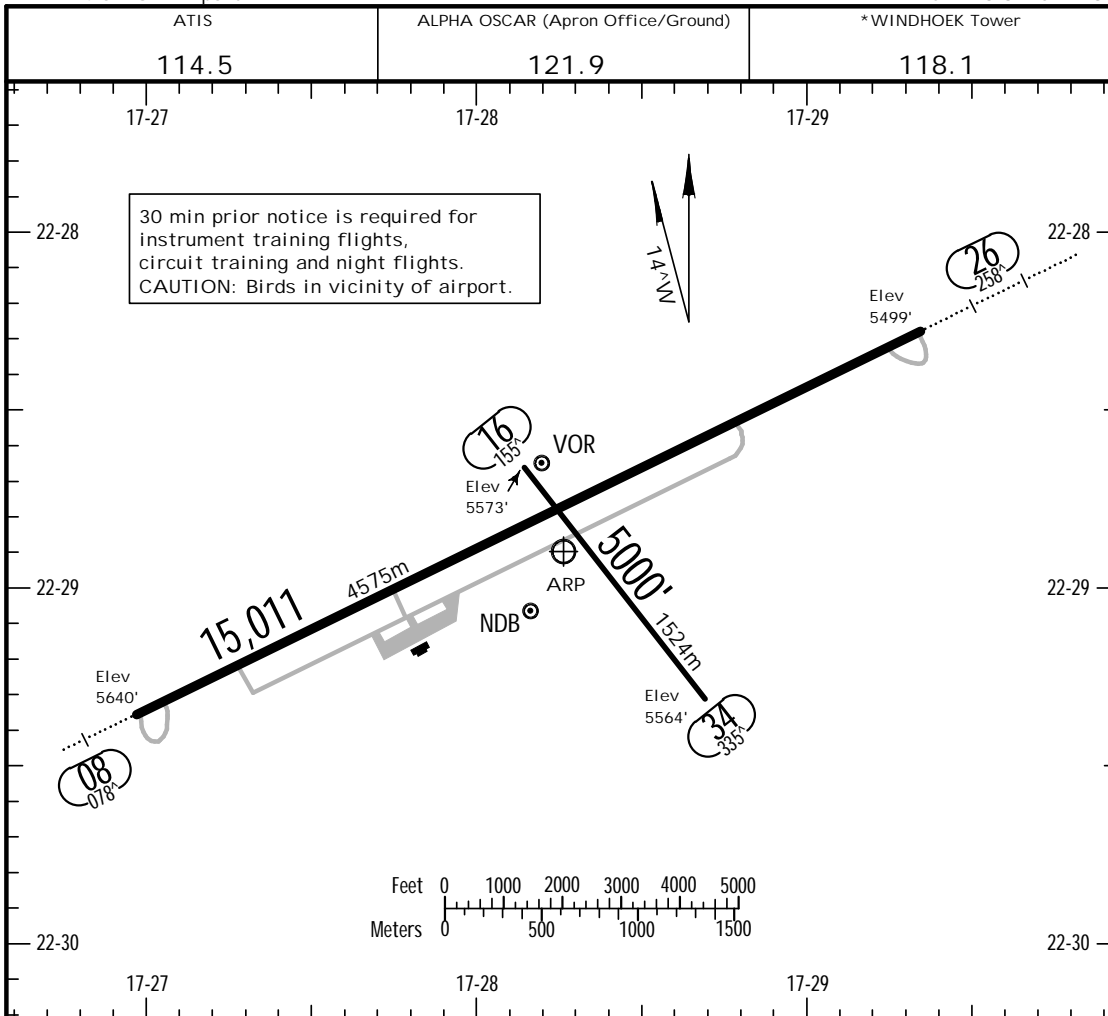 ATIS
114.5
ALPHA OSCAR (Apron Office/Ground)
121.9
*WINDHOEK Tower
118.1
17-27
17-28
17-29
30 min prior notice is required for
instrument training flights,
circuit training and night flights.
CAUTION: Birds in vicinity of airport.
14^W
22-28
22-28
26
258^
Elev
5499'
16
155^
VOR
Elev
5573'
5000'
1524m
ARP
NDB
22-29
22-29
4575m
15,011
Elev
5640'
Elev
5564'
34
335^
08
078^
Feet 0 1000 2000 3000 4000 5000
Meters 0 500 1000 1500
22-30
22-30
17-27
17-28
17-29